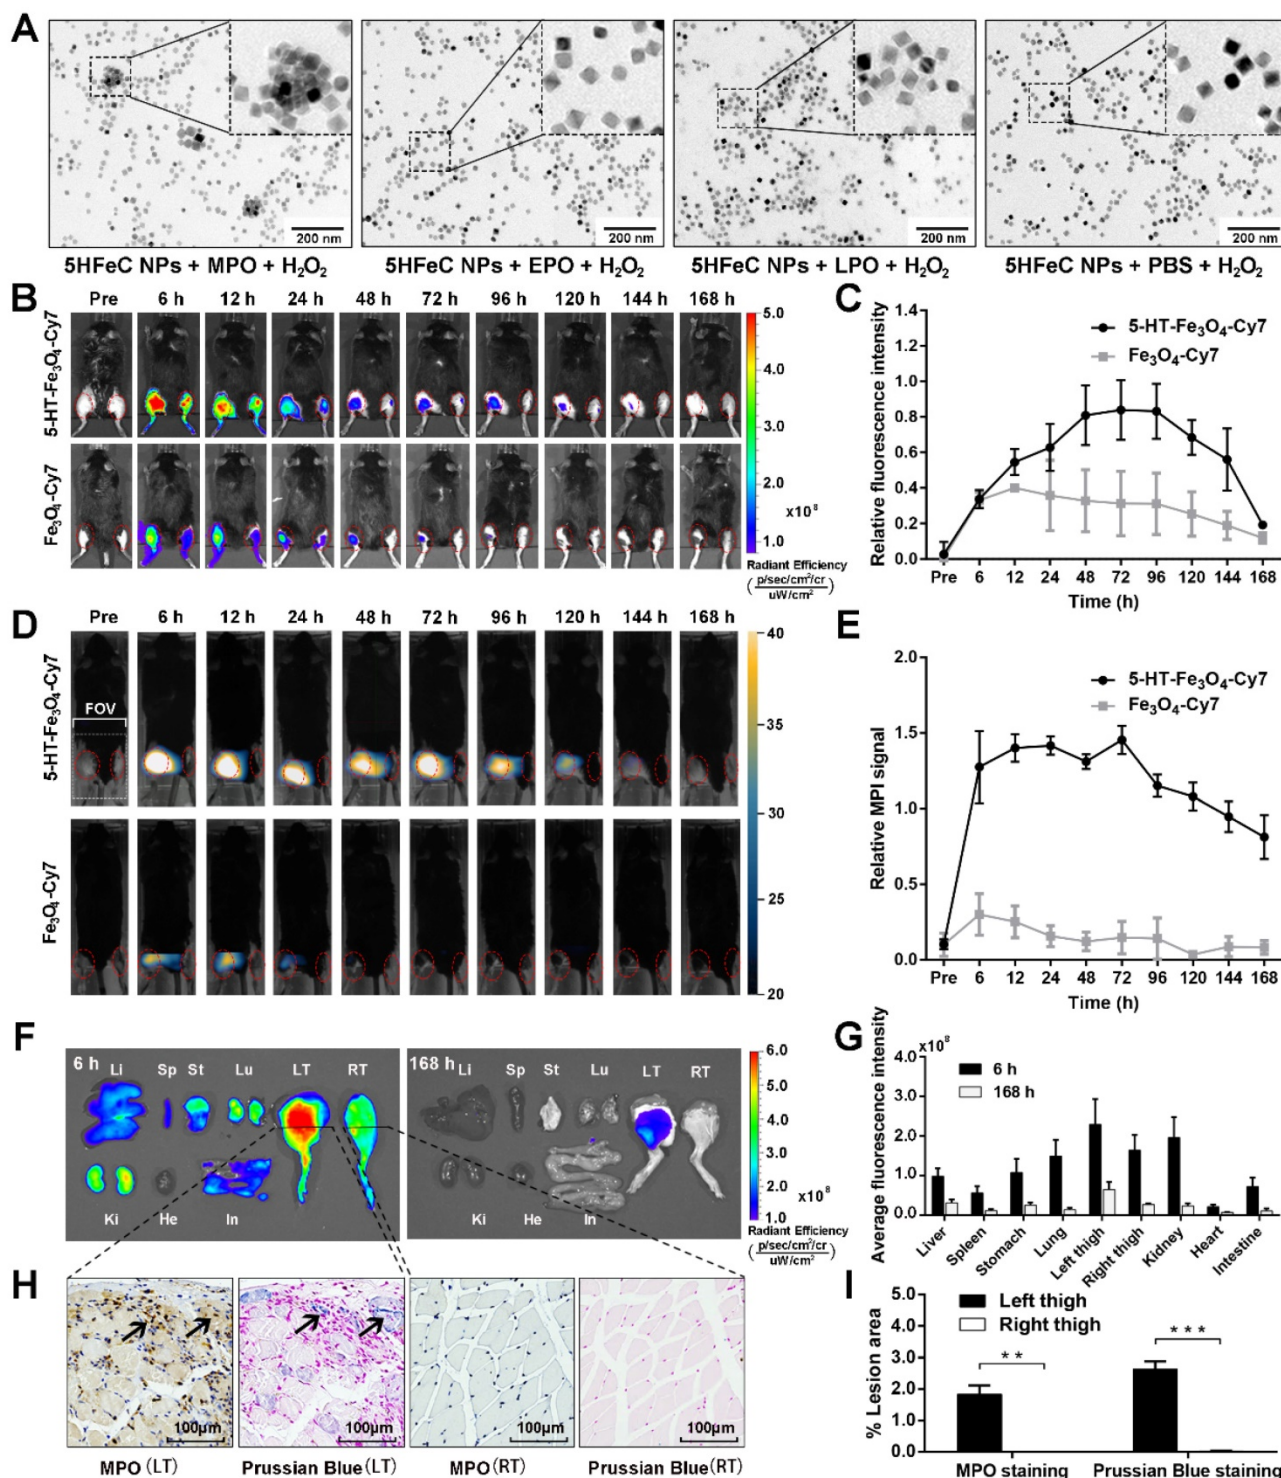 A
200 nm
200 nm
200 nm
200 nm
5HFeC NPs + MPO + H₂O₂
5HFeC NPs + EPO + H₂O₂
5HFeC NPs + LPO + H₂O₂
5HFeC NPs + PBS + H₂O₂
B
Pre 6 h 12 h 24 h 48 h 72 h 96 h 120 h 144 h 168 h
5-HT-Fe₃O₄-Cy7
Fe₃O₄-Cy7
5.0
4.0
3.0
2.0
x10⁸
1.0
Radiant Efficiency
(p/sec/cm²/cr / uW/cm²)
C
Relative fluorescence intensity
1.4
1.2
1.0
0.8
0.6
0.4
0.2
0.0
5-HT-Fe₃O₄-Cy7
Fe₃O₄-Cy7
Pre 6 12 24 48 72 96 120 144 168
Time (h)
D
Pre 6 h 12 h 24 h 48 h 72 h 96 h 120 h 144 h 168 h
5-HT-Fe₃O₄-Cy7
FOV
Fe₃O₄-Cy7
40
35
30
25
20
E
Relative MPI signal
2.0
1.5
1.0
0.5
0.0
5-HT-Fe₃O₄-Cy7
Fe₃O₄-Cy7
Pre 6 12 24 48 72 96 120 144 168
Time (h)
F
6 h
Li Sp St Lu LT RT
Ki He In
168 h
Li Sp St Lu LT RT
Ki He In
6.0
5.0
4.0
3.0
2.0
x10⁸
1.0
Radiant Efficiency
(p/sec/cm²/cr / uW/cm²)
G
Average fluorescence intensity
x10⁸
4.0
3.0
2.0
1.0
0.0
6 h
168 h
Liver Spleen Stomach Lung Left thigh Right thigh Kidney Heart Intestine
H
100μm
100μm
100μm
100μm
MPO (LT)
Prussian Blue (LT)
MPO (RT)
Prussian Blue (RT)
I
% Lesion area
5.0
4.0
3.0
2.0
1.0
0.0
Left thigh
Right thigh
* *
* * *
MPO staining
Prussian Blue staining